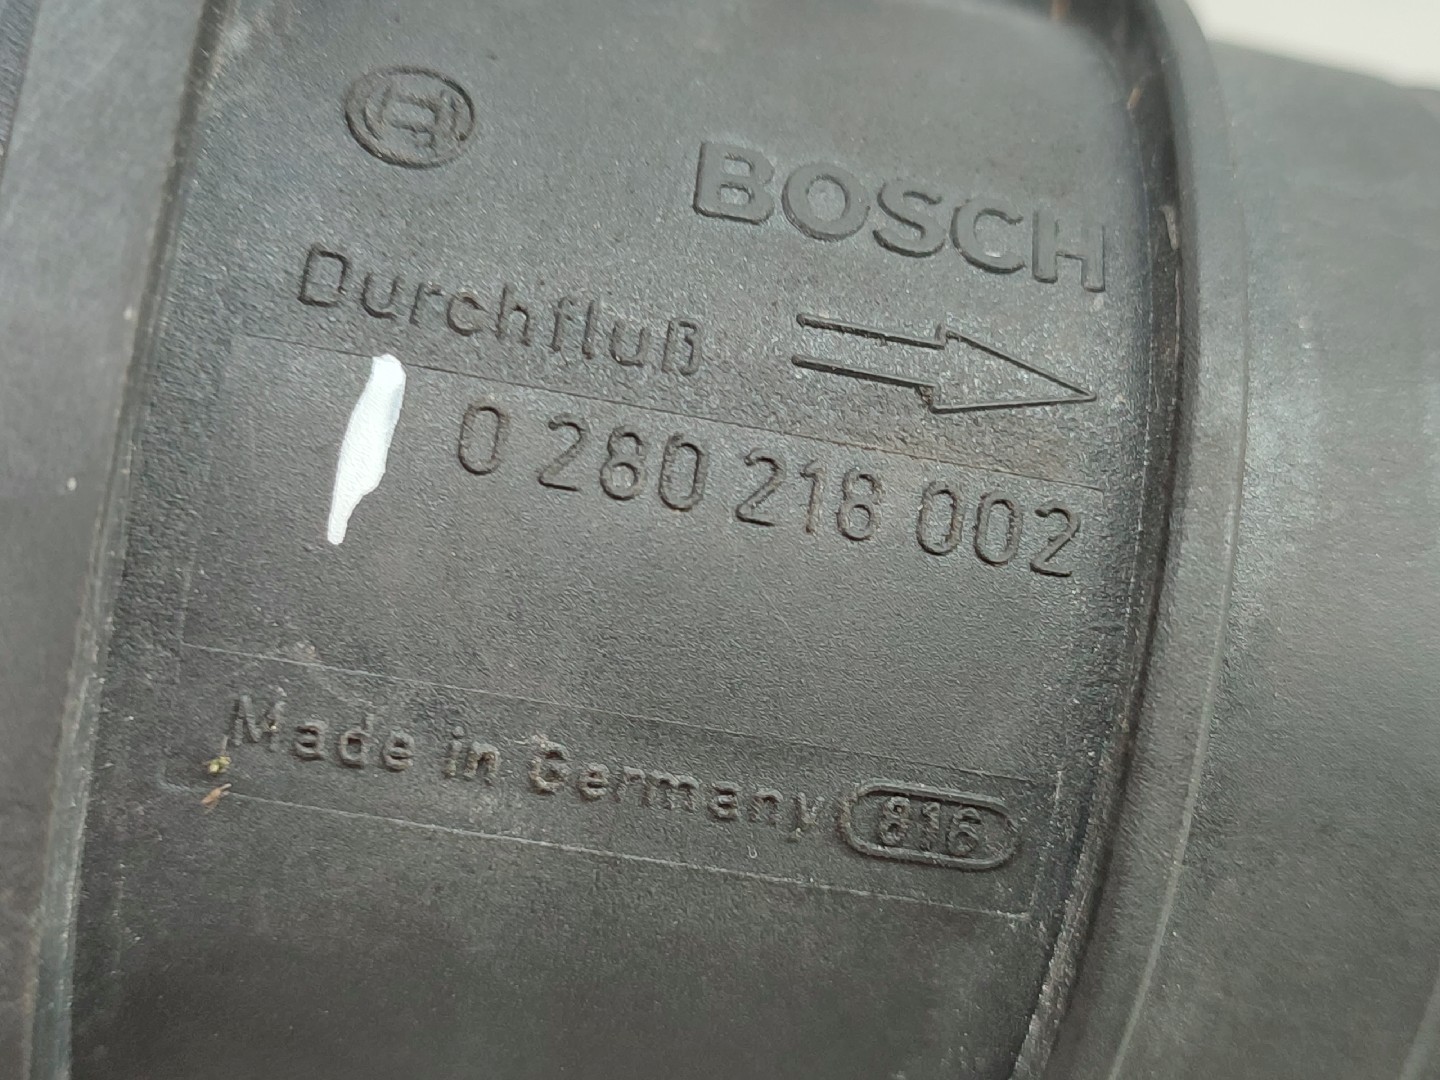 BOSCH
Durchfluß
0 280 218 002
Made in Germany 816